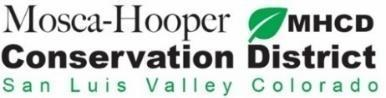 Mosca-Hooper MHCD
Conservation District
San Luis Valley Colorado